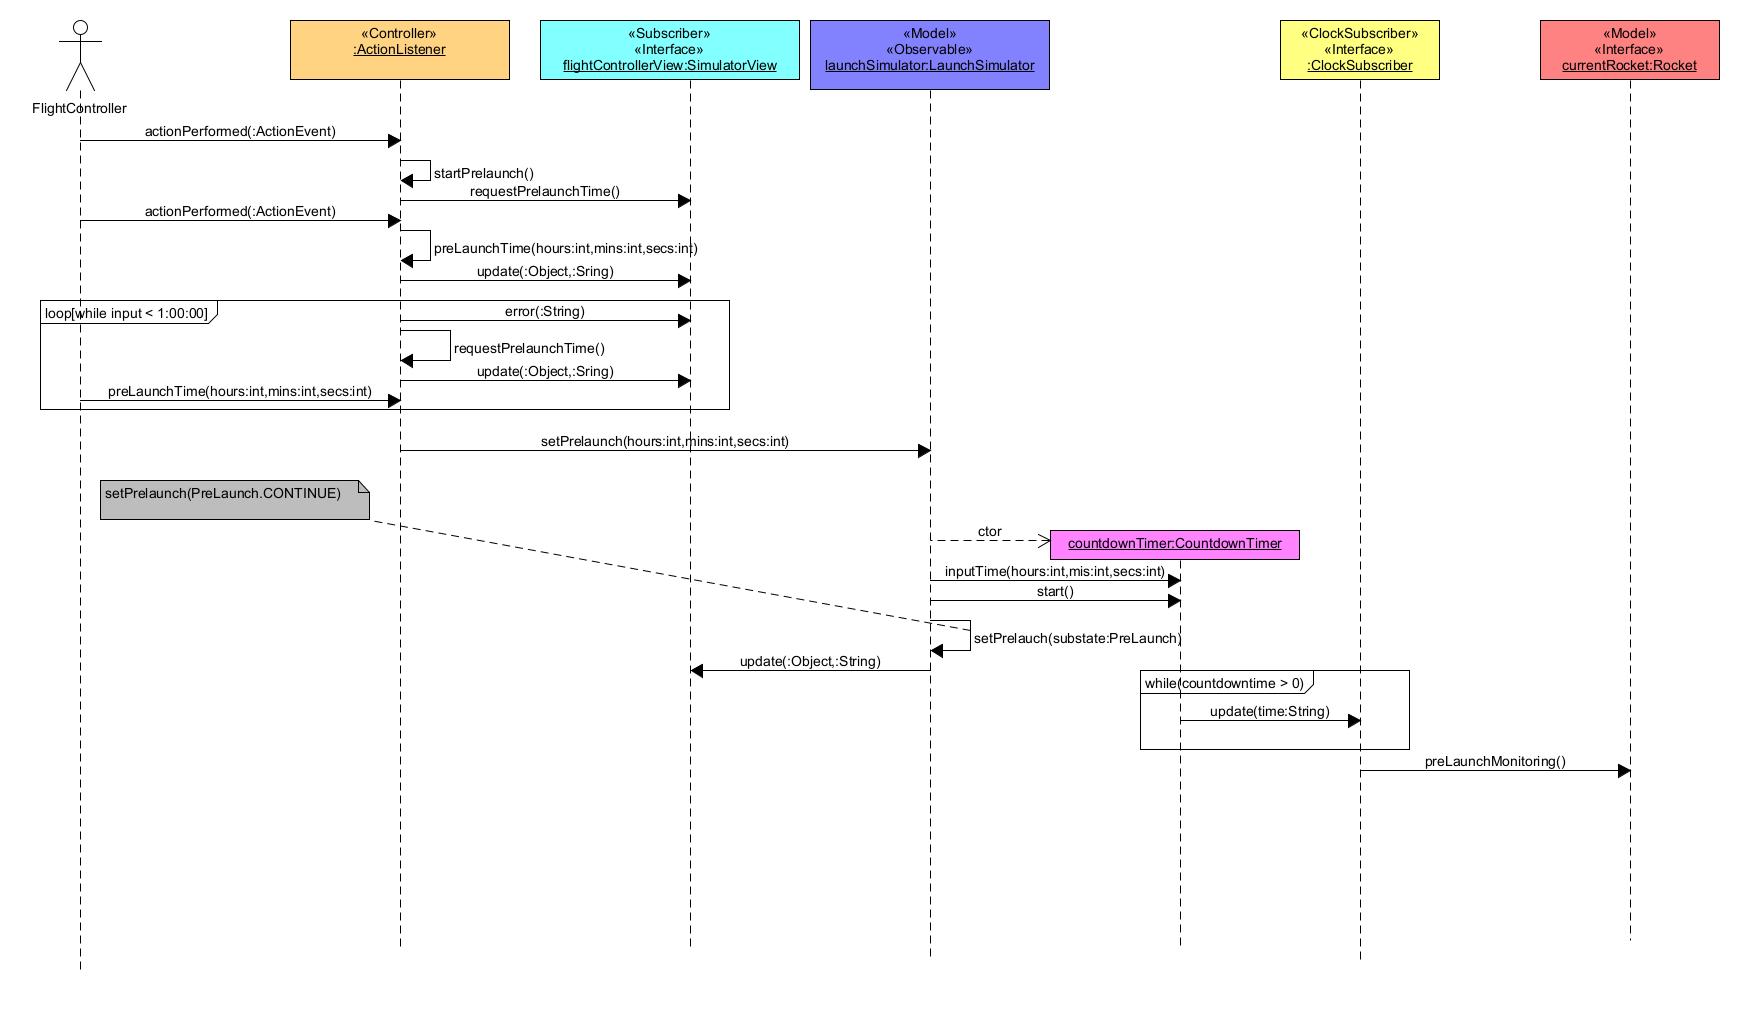 «Controller»
:ActionListener
«Subscriber»
«Interface»
flightControllerView:SimulatorView
«Model»
«Observable»
launchSimulator:LaunchSimulator
«ClockSubscriber»
«Interface»
:ClockSubscriber
«Model»
«Interface»
currentRocket:Rocket
FlightController
actionPerformed(:ActionEvent)
startPrelaunch()
requestPrelaunchTime()
actionPerformed(:ActionEvent)
preLaunchTime(hours:int,mins:int,secs:int)
update(:Object,:Sring)
loop[while input < 1:00:00]
error(:String)
requestPrelaunchTime()
update(:Object,:Sring)
preLaunchTime(hours:int,mins:int,secs:int)
setPrelaunch(hours:int,mins:int,secs:int)
setPrelaunch(PreLaunch.CONTINUE)
ctor
countdownTimer:CountdownTimer
inputTime(hours:int,mis:int,secs:int)
start()
setPrelauch(substate:PreLaunch)
update(:Object,:String)
while(countdowntime > 0)
update(time:String)
preLaunchMonitoring()